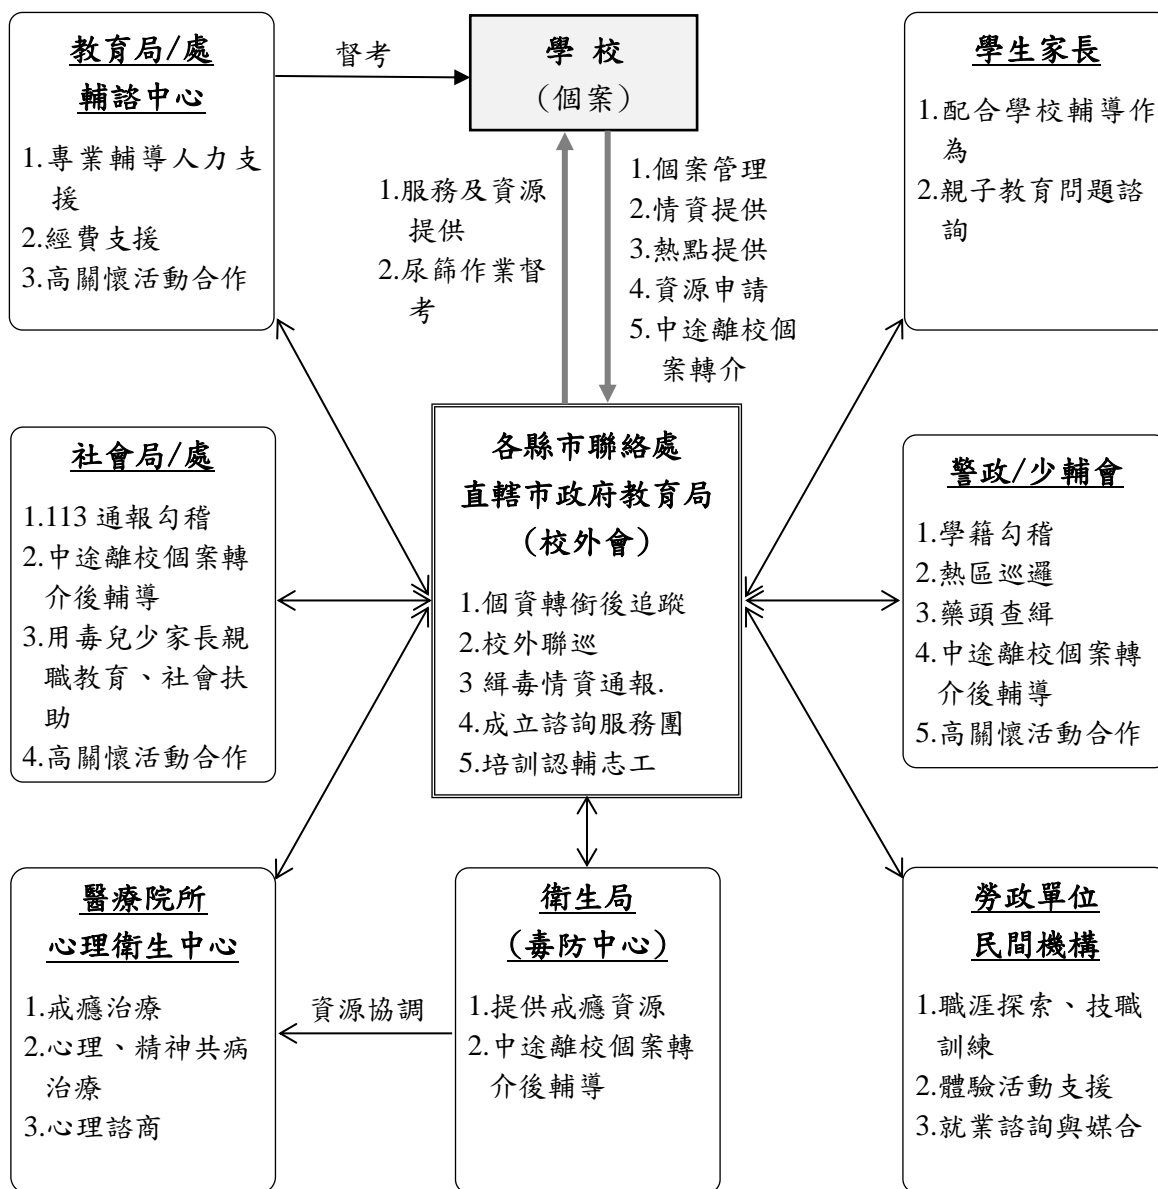 教育局/處
輔諮中心
1.專業輔導人力支
援
2.經費支援
3.高關懷活動合作
督考
學 校
（個案）
1.服務及資源
提供
2.尿篩作業督
考
1.個案管理
2.情資提供
3.熱點提供
4.資源申請
5.中途離校個
案轉介
學生家長
1.配合學校輔導作
為
2.親子教育問題諮
詢
社會局/處
1.113 通報勾稽
2.中途離校個案轉
介後輔導
3.用毒兒少家長親
職教育、社會扶
助
4.高關懷活動合作
各縣市聯絡處
直轄市政府教育局
（校外會）
1.個資轉銜後追蹤
2.校外聯巡
3 緝毒情資通報.
4.成立諮詢服務團
5.培訓認輔志工
警政/少輔會
1.學籍勾稽
2.熱區巡邏
3.藥頭查緝
4.中途離校個案轉
介後輔導
5.高關懷活動合作
醫療院所
心理衛生中心
1.戒癮治療
2.心理、精神共病
治療
3.心理諮商
資源協調
衛生局
（毒防中心）
1.提供戒癮資源
2.中途離校個案轉
介後輔導
勞政單位
民間機構
1.職涯探索、技職
訓練
2.體驗活動支援
3.就業諮詢與媒合